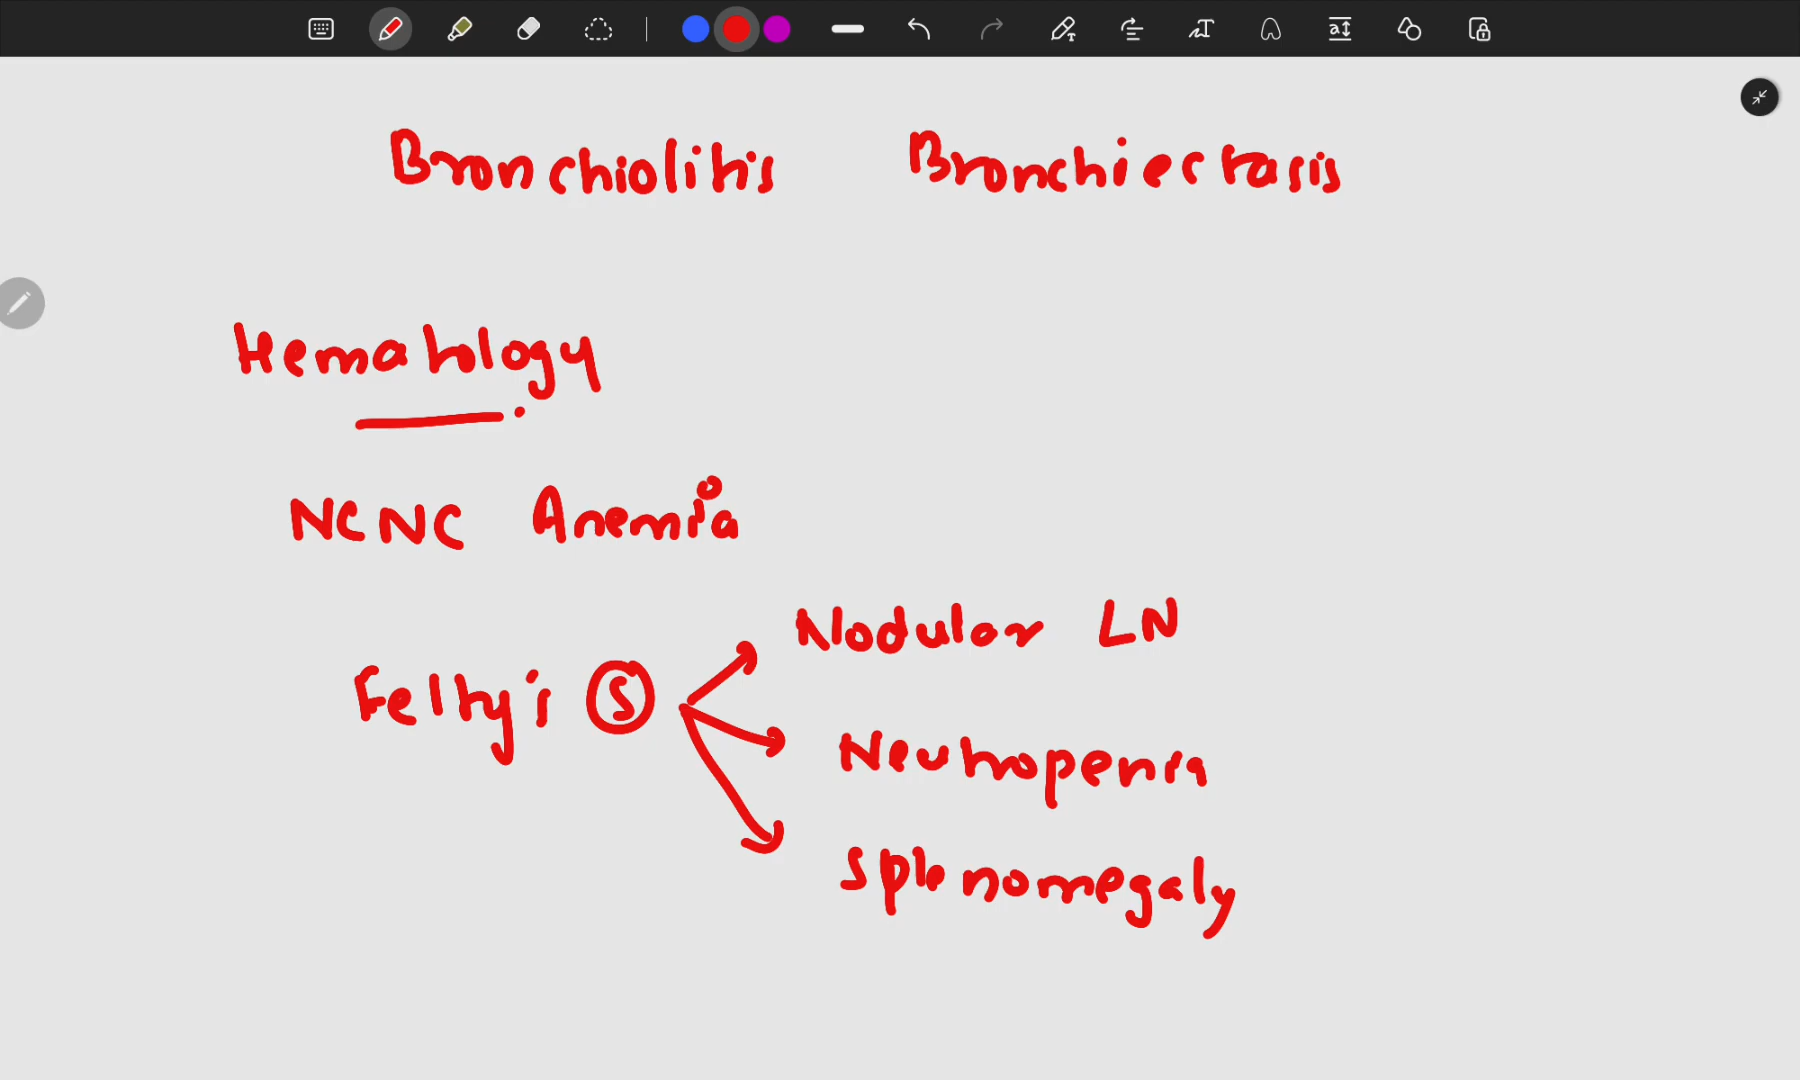 Bronchiolitis Bronchiectasis
Hematology
NCNC Anemia
Felty's S
Nodular LN
Neutropenia
Splenomegaly